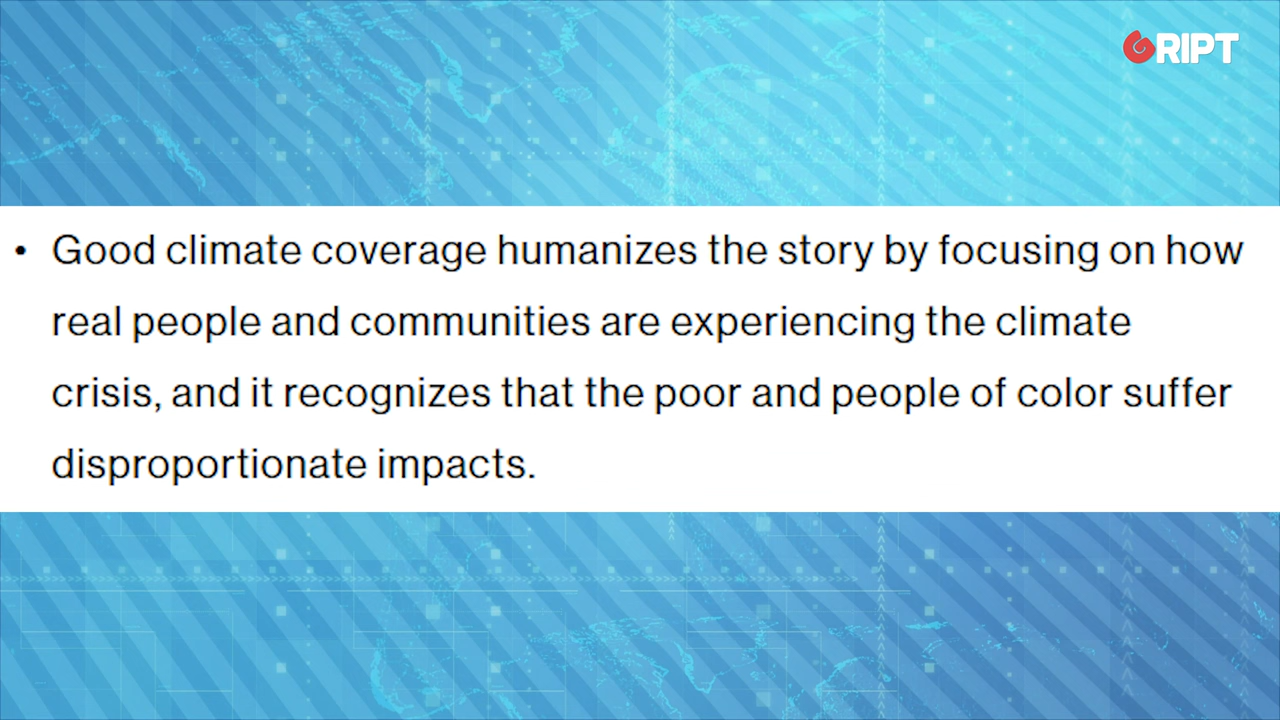 GRIPT
• Good climate coverage humanizes the story by focusing on how
real people and communities are experiencing the climate
crisis, and it recognizes that the poor and people of color suffer
disproportionate impacts.